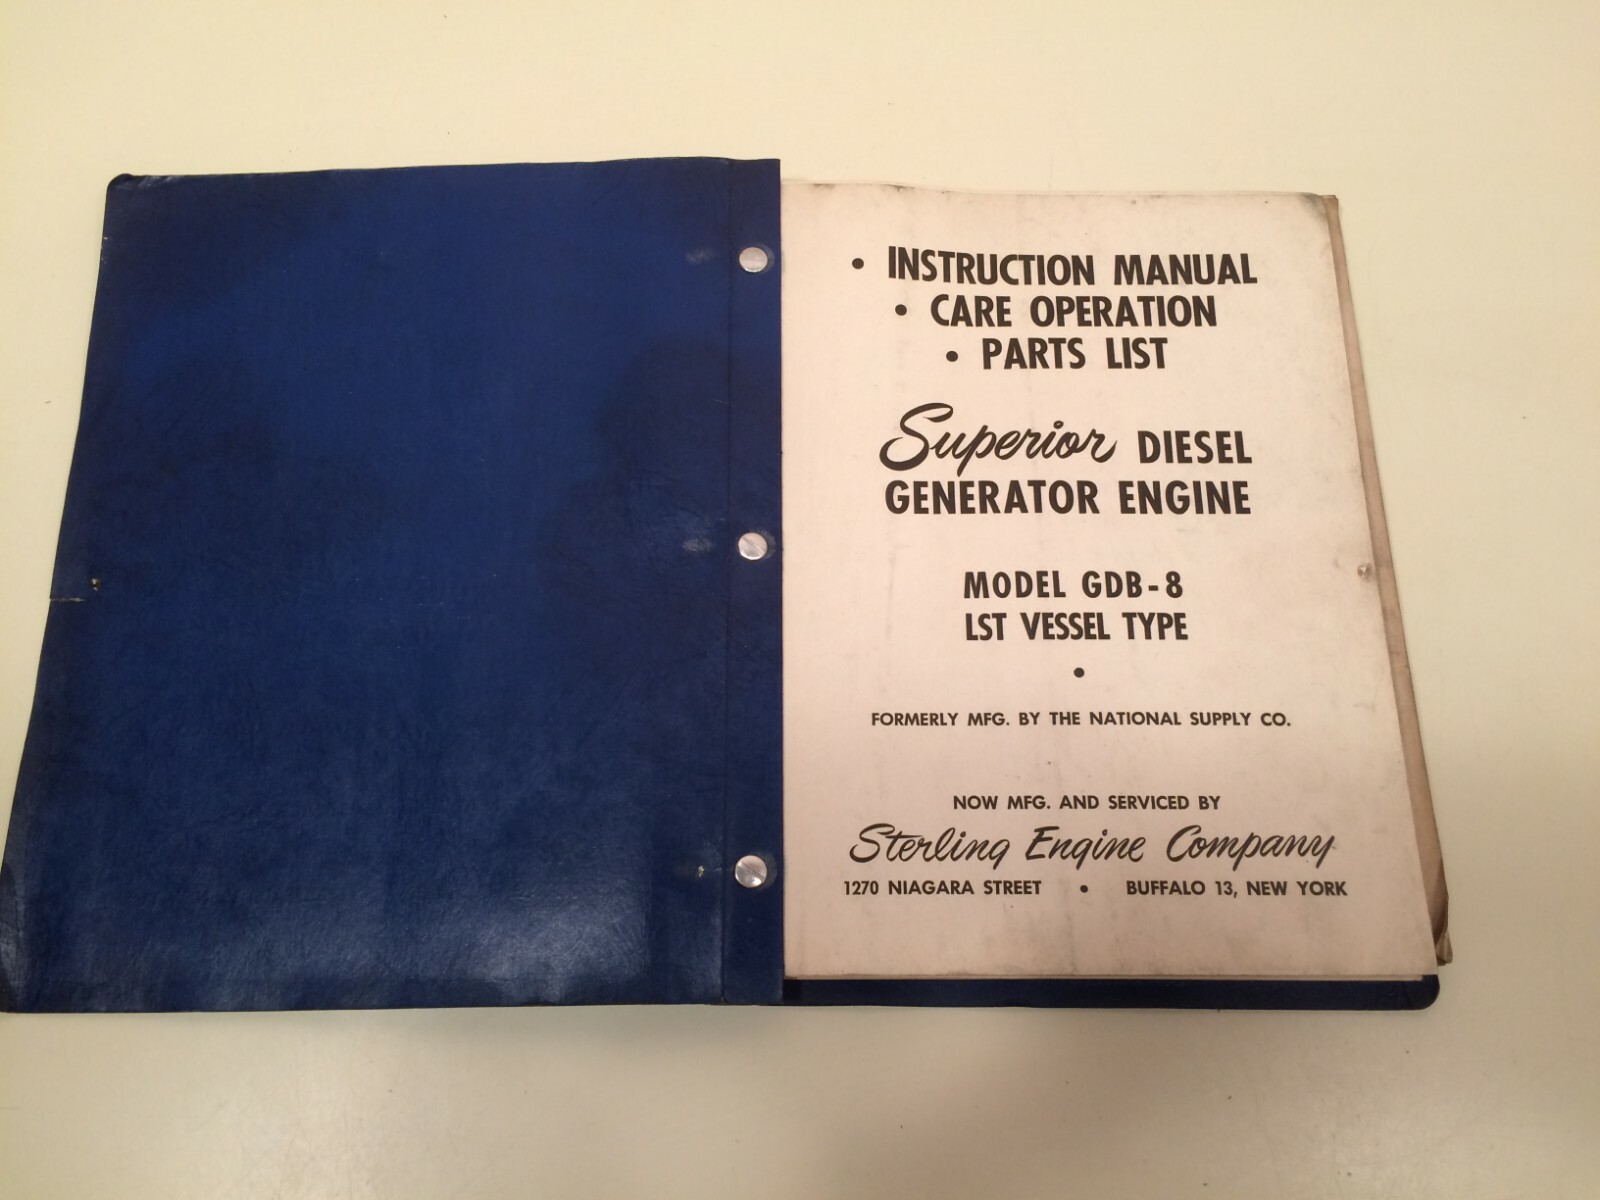 • INSTRUCTION MANUAL
• CARE OPERATION
• PARTS LIST
Superior DIESEL
GENERATOR ENGINE
MODEL GDB-8
LST VESSEL TYPE
•
FORMERLY MFG. BY THE NATIONAL SUPPLY CO.
NOW MFG. AND SERVICED BY
Sterling Engine Company
1270 NIAGARA STREET • BUFFALO 13, NEW YORK